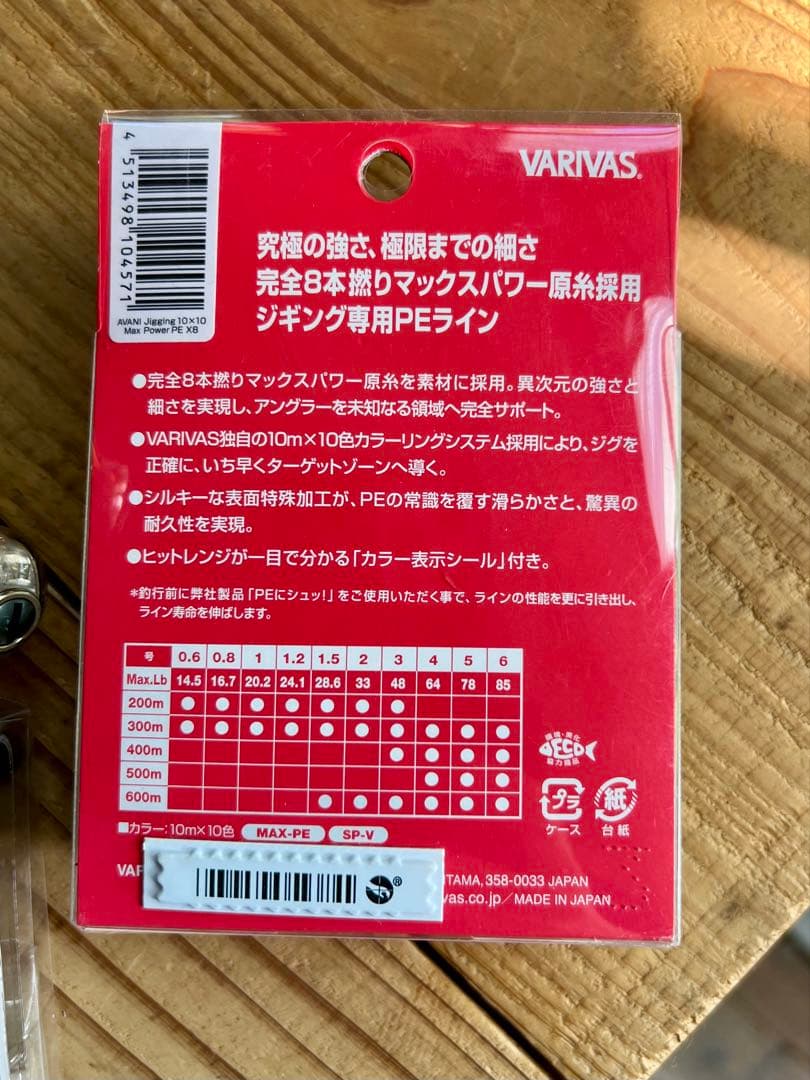 4 513498 104571
AVANI Jigging 10×10
Max Power PE X8
VARIVAS®
究極の強さ、極限までの細さ
完全8本撚りマックスパワー原糸採用
ジギング専用PEライン
●完全8本撚りマックスパワー原糸を素材に採用。異次元の強さと
細さを実現し、アングラーを未知なる領域へ完全サポート。
●VARIVAS独自の10m×10色カラーリングシステム採用により、ジグを
正確に、いち早くターゲットゾーンへ導く。
●シルキーな表面特殊加工が、PEの常識を覆す滑らかさと、驚異の
耐久性を実現。
●ヒットレンジが一目で分かる「カラー表示シール」付き。
*釣行前に弊社製品「PEにシュッ!」をご使用いただく事で、ラインの性能を更に引き出し、
ライン寿命を伸ばします。
号 0.6 0.8 1 1.2 1.5 2 3 4 5 6
Max.Lb 14.5 16.7 20.2 24.1 28.6 33 48 64 78 85
200m ● ● ● ● ● ● ●
300m ● ● ● ● ● ● ● ● ● ●
400m ● ● ● ●
500m ● ● ●
600m ● ● ● ● ● ●
環境・美化
ECO
協力商品
プラ
ケース
紙
台紙
■カラー:10m×10色 MAX-PE SP-V
VAR
ITAMA, 358-0033 JAPAN
vas.co.jp/MADE IN JAPAN